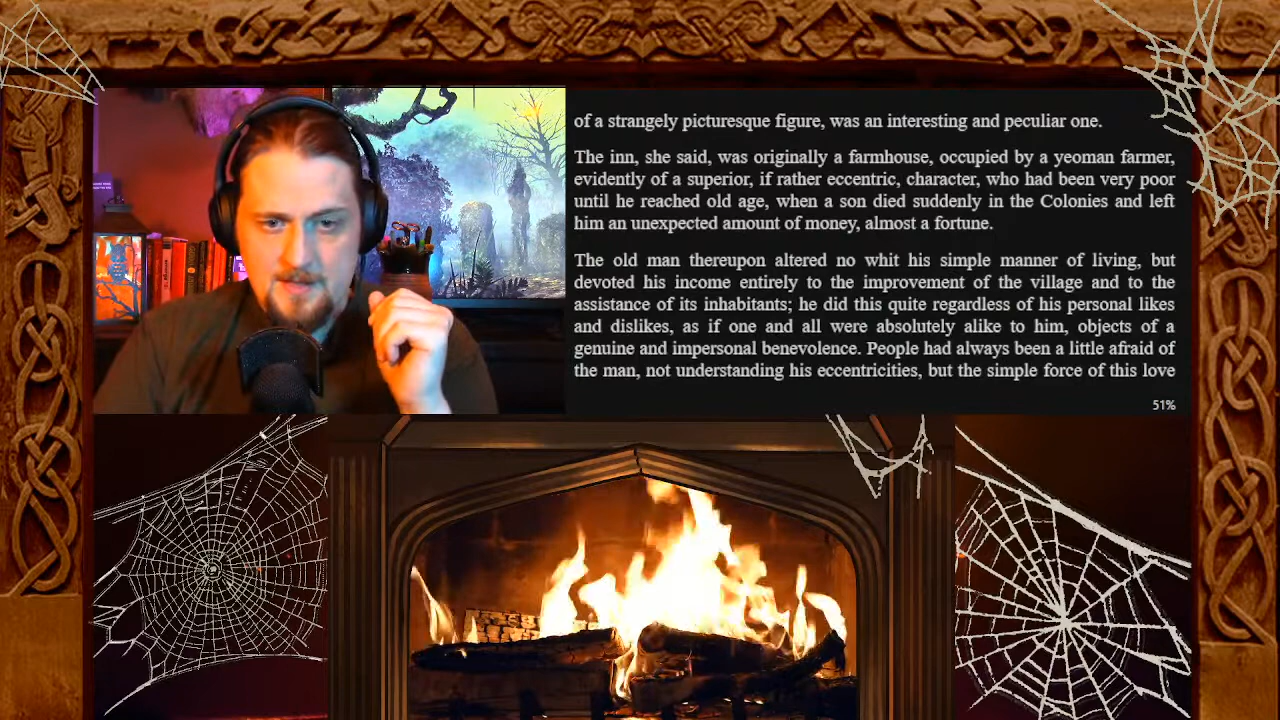 of a strangely picturesque figure, was an interesting and peculiar one.
The inn, she said, was originally a farmhouse, occupied by a yeoman farmer,
evidently of a superior, if rather eccentric, character, who had been very poor
until he reached old age, when a son died suddenly in the Colonies and left
him an unexpected amount of money, almost a fortune.
The old man thereupon altered no whit his simple manner of living, but
devoted his income entirely to the improvement of the village and to the
assistance of its inhabitants; he did this quite regardless of his personal likes
and dislikes, as if one and all were absolutely alike to him, objects of a
genuine and impersonal benevolence. People had always been a little afraid of
the man, not understanding his eccentricities, but the simple force of this love
51%